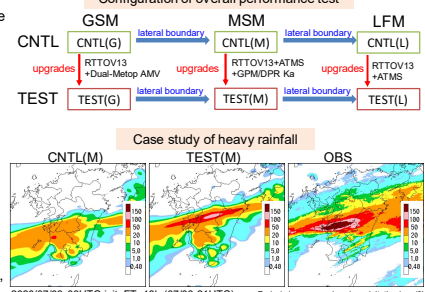 Configuration of overall performance test
e
GSM MSM LFM
CNTL CNTL(G) lateral boundary CNTL(M) lateral boundary CNTL(L)
upgrades RTTOV13 +Dual-Metop AMV upgrades RTTOV13+ATMS +GPM/DPR Ka upgrades RTTOV13 +ATMS
TEST TEST(G) lateral boundary TEST(M) lateral boundary TEST(L)
Case study of heavy rainfall
CNTL(M) TEST(M) OBS
150 150 150
100 100 100
50 50 50
20 20 20
10 10 10
5.0 5.0 5.0
1.0 1.0 1.0
0.40 0.40 0.40